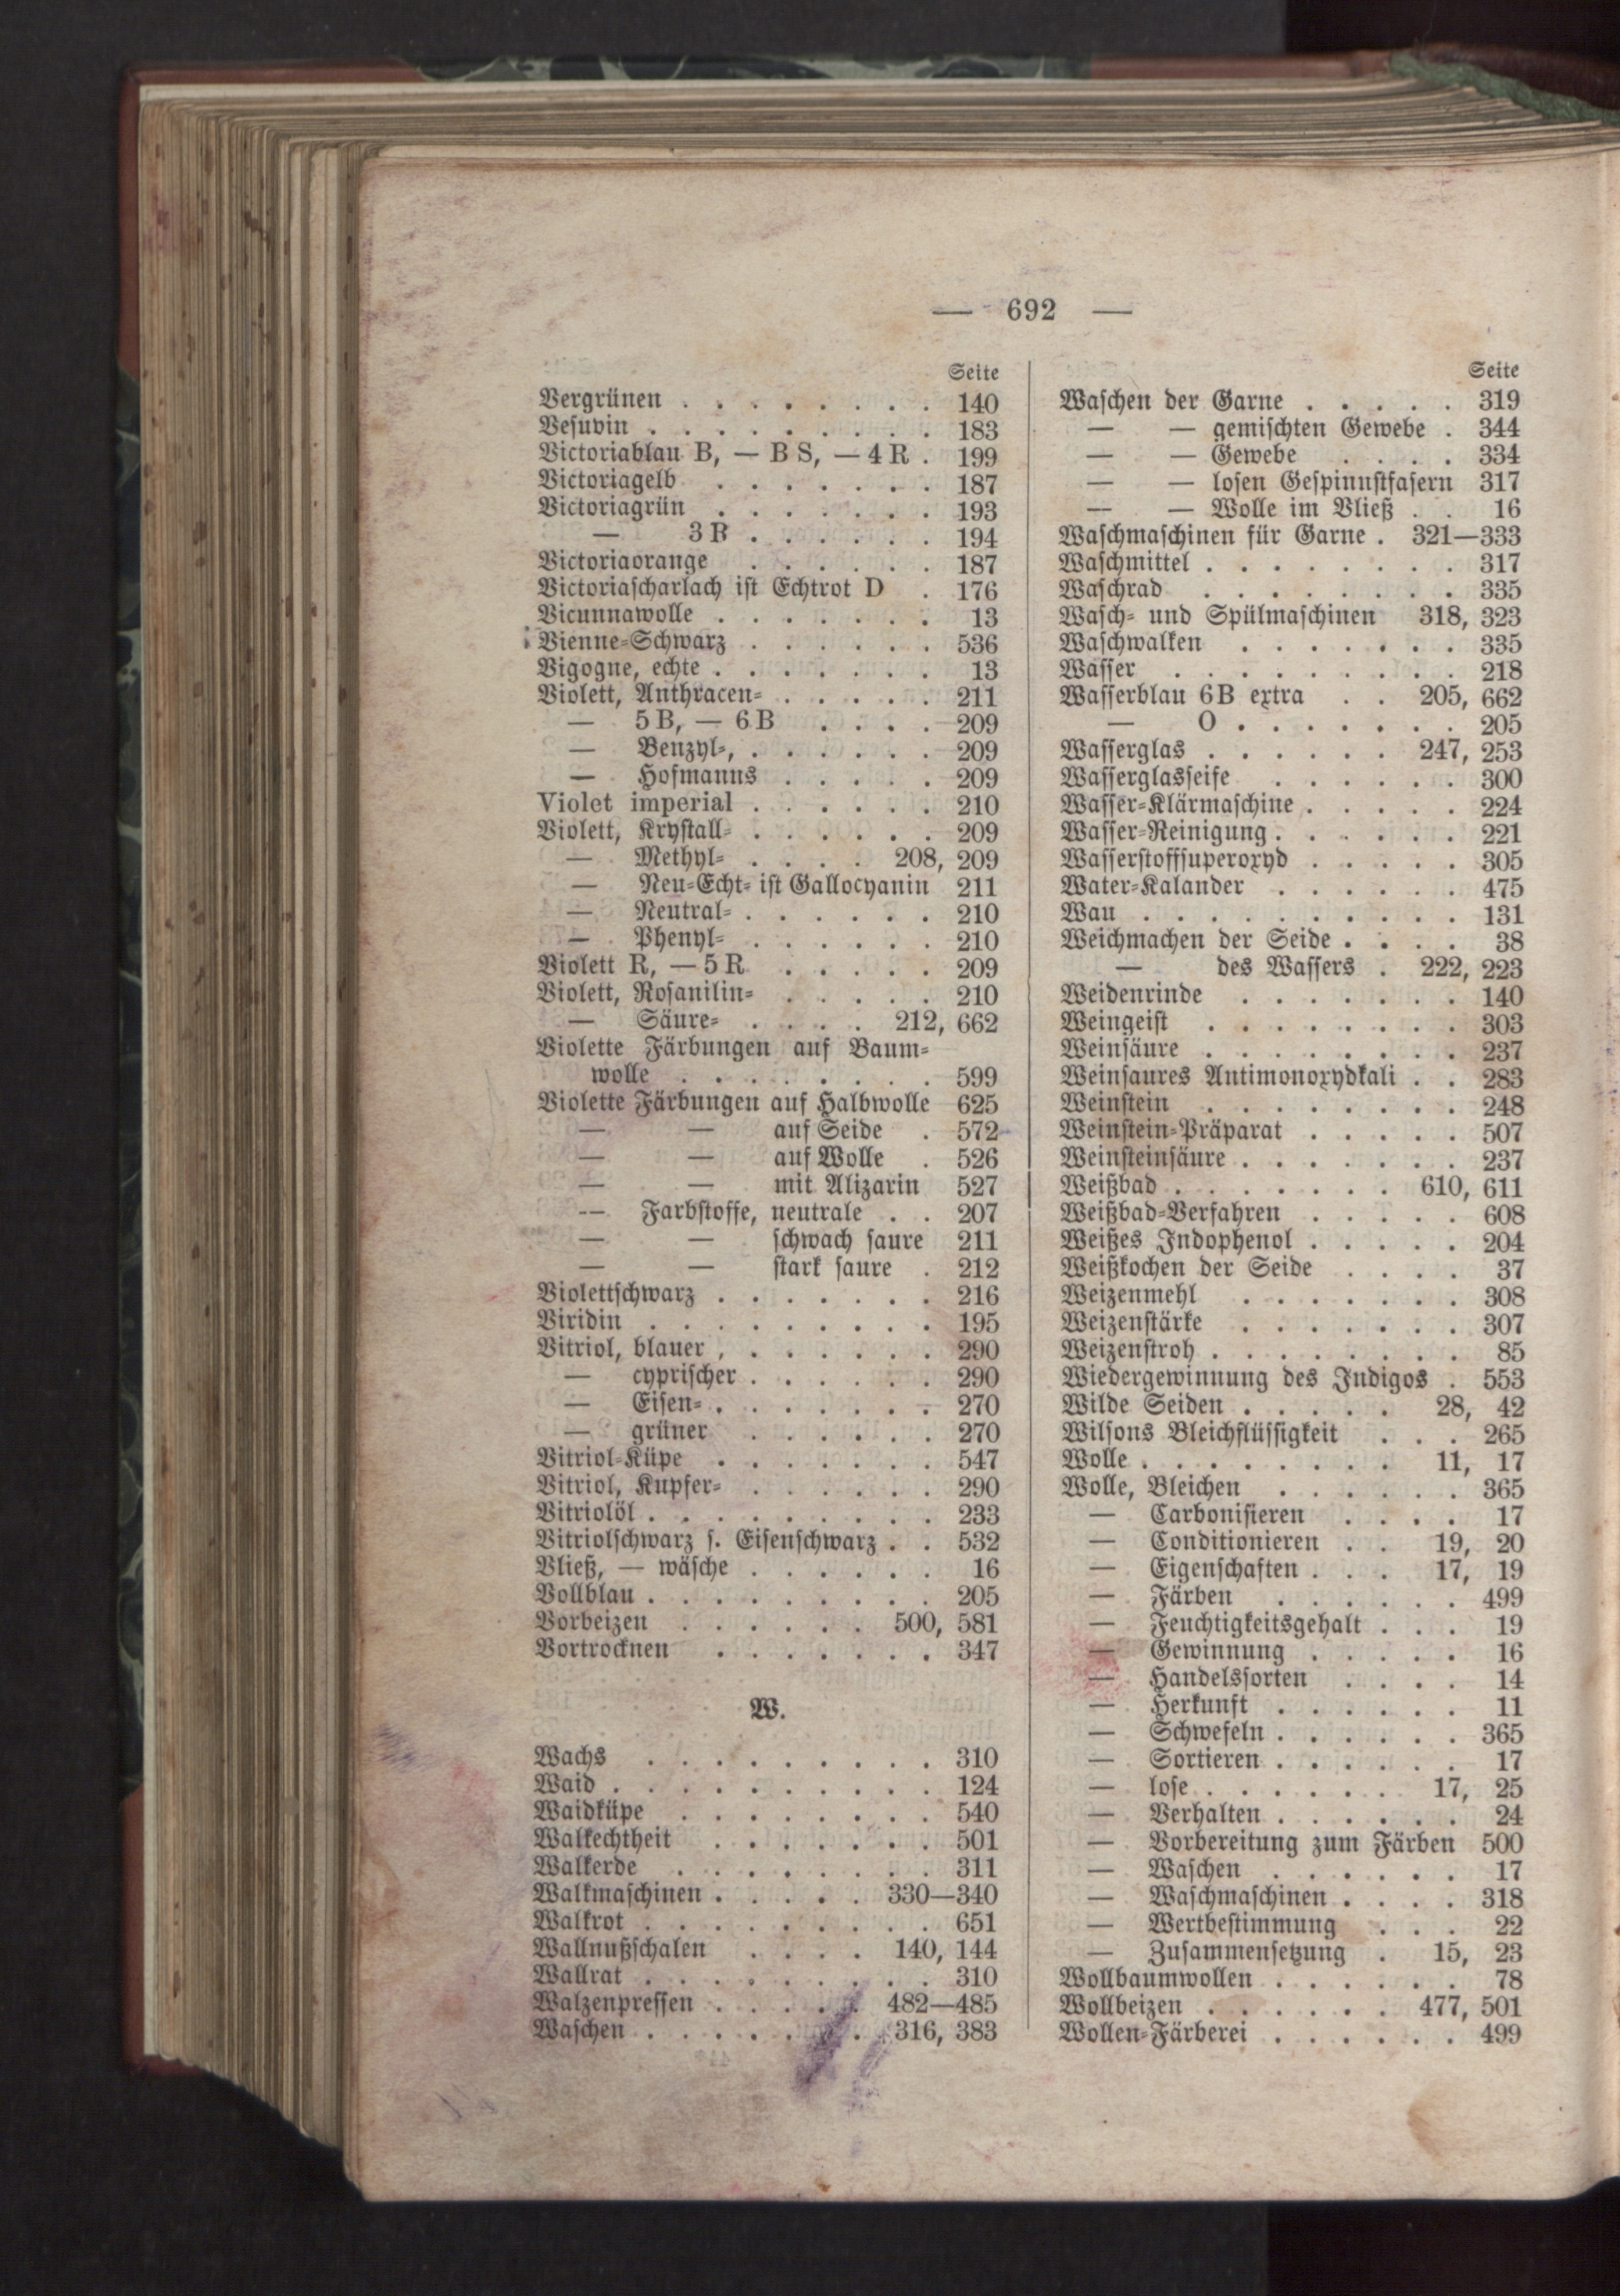 — 692 —
Seite
Vergrünen . . . . . . . . 140
Vesuvin . . . . . . . . . 183
Victoriablau B, — B S, — 4 R . 199
Victoriagelb . . . . . . . 187
Victoriagrün . . . . . . . 193
— 3 B . . . . . . 194
Victoriaorange . . . . . . 187
Victoriascharlach ist Echtrot D . 176
Vicunnawolle . . . . . . . 13
Vienne-Schwarz . . . . . . 536
Vigogne, echte . . . . . . . 13
Violett, Anthracen- . . . . . 211
— 5 B, — 6 B . . . . 209
— Benzyl-, . . . . . . 209
— Hofmanns . . . . . 209
Violet imperial . . . . . . 210
Violett, Krystall- . . . . . . 209
— Methyl- . . . . 208, 209
— Neu-Echt- ist Gallocyanin 211
— Neutral- . . . . . . 210
— Phenyl- . . . . . . 210
Violett R, — 5 R . . . . . 209
Violett, Rosanilin- . . . . . 210
— Säure- . . . . 212, 662
Violette Färbungen auf Baum-
wolle . . . . . . . . 599
Violette Färbungen auf Halbwolle 625
— — auf Seide . 572
— — auf Wolle . 526
— — mit Alizarin 527
— Farbstoffe, neutrale . . 207
— — schwach saure 211
— — stark saure . 212
Violettschwarz . . . . . . . 216
Viridin . . . . . . . . . 195
Vitriol, blauer , . . . . . . 290
— cyprischer . . . . . . 290
— Eisen- . . . . . . . 270
— grüner . . . . . . 270
Vitriol-Küpe . . . . . . . 547
Vitriol, Kupfer- . . . . . . 290
Vitriolöl . . . . . . . . . 233
Vitriolschwarz s. Eisenschwarz . . 532
Vließ, — wäsche . . . . . . 16
Vollblau . . . . . . . . . 205
Vorbeizen . . . . . . 500, 581
Vortrocknen . . . . . . . 347
W.
Wachs . . . . . . . . . 310
Waid . . . . . . . . . . 124
Waidküpe . . . . . . . . 540
Walkechtheit . . . . . . . 501
Walkerde . . . . . . . . 311
Walkmaschinen . . . . . 330—340
Walkrot . . . . . . . . . 651
Wallnußschalen . . . . 140, 144
Wallrat . . . . . . . . . 310
Walzenpressen . . . . . 482—485
Waschen . . . . . . . 316, 383
Seite
Waschen der Garne . . . . . 319
— — gemischten Gewebe . 344
— — Gewebe . . . . 334
— — losen Gespinnstfasern 317
— — Wolle im Vließ . . 16
Waschmaschinen für Garne . 321—333
Waschmittel . . . . . . . . 317
Waschrad . . . . . . . . 335
Wasch- und Spülmaschinen 318, 323
Waschwalken . . . . . . . 335
Wasser . . . . . . . . . 218
Wasserblau 6 B extra . . 205, 662
— O . . . . . . . 205
Wasserglas . . . . . . 247, 253
Wasserglasseife . . . . . . 300
Wasser-Klärmaschine . . . . . 224
Wasser-Reinigung . . . . . . 221
Wasserstoffsuperoxyd . . . . . 305
Water-Kalander . . . . . . 475
Wau . . . . . . . . . . 131
Weichmachen der Seide . . . . 38
— des Wassers . 222, 223
Weidenrinde . . . . . . . 140
Weingeist . . . . . . . . 303
Weinsäure . . . . . . . . 237
Weinsaures Antimonoxydkali . . 283
Weinstein . . . . . . . . 248
Weinstein-Präparat . . . . . 507
Weinsteinsäure . . . . . . . 237
Weißbad . . . . . . . 610, 611
Weißbad-Verfahren . . . . . 608
Weißes Indophenol . . . . . 204
Weißkochen der Seide . . . . 37
Weizenmehl . . . . . . . 308
Weizenstärke . . . . . . . 307
Weizenstroh . . . . . . . . 85
Wiedergewinnung des Indigos . 553
Wilde Seiden . . . . . 28, 42
Wilsons Bleichflüssigkeit . . . 265
Wolle . . . . . . . . 11, 17
Wolle, Bleichen . . . . . . 365
— Carbonisieren . . . . 17
— Conditionieren . . 19, 20
— Eigenschaften . . . 17, 19
— Färben . . . . . . 499
— Feuchtigkeitsgehalt . . . 19
— Gewinnung . . . . . 16
— Handelssorten . . . . 14
— Herkunft . . . . . . 11
— Schwefeln . . . . . . 365
— Sortieren . . . . . . 17
— lose . . . . . . 17, 25
— Verhalten . . . . . . 24
— Vorbereitung zum Färben 500
— Waschen . . . . . . 17
— Waschmaschinen . . . . 318
— Wertbestimmung . . . 22
— Zusammensetzung . 15, 23
Wollbaumwollen . . . . . . 78
Wollbeizen . . . . . . 477, 501
Wollen-Färberei . . . . . . 499